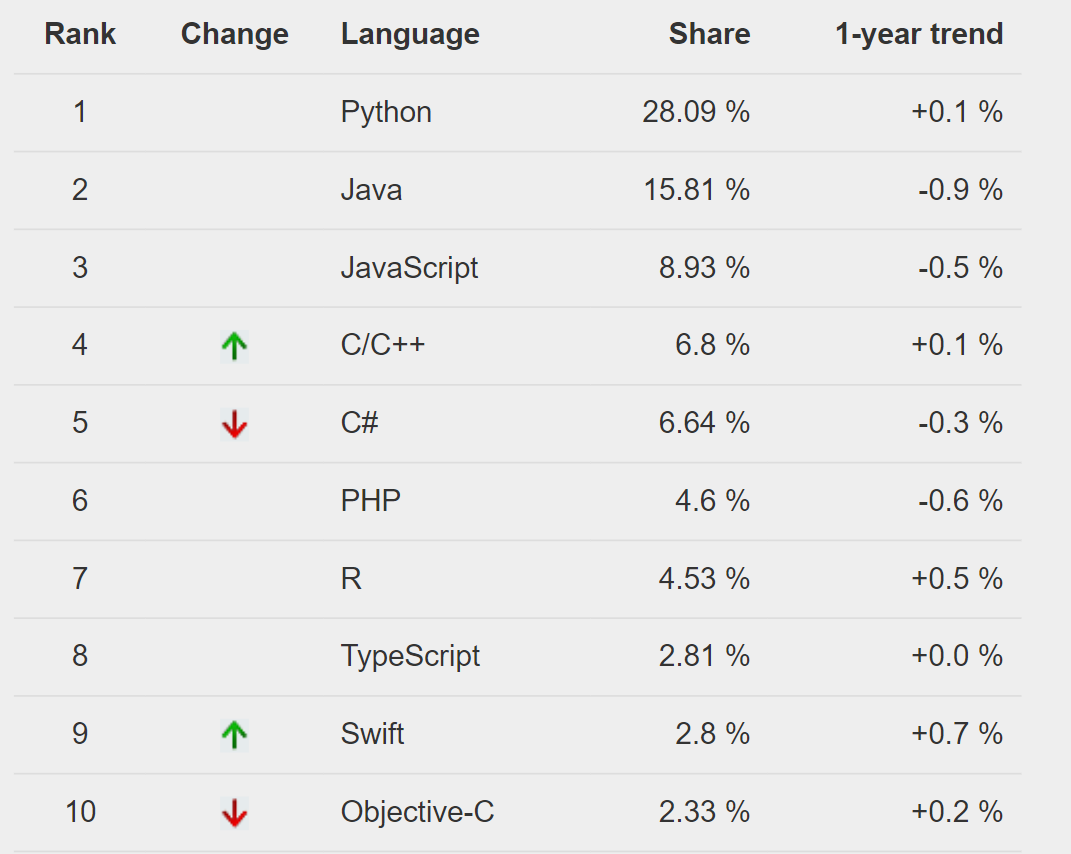 Rank Change Language Share 1-year trend
1 Python 28.09 % +0.1 %
2 Java 15.81 % -0.9 %
3 JavaScript 8.93 % -0.5 %
4 C/C++ 6.8 % +0.1 %
5 C# 6.64 % -0.3 %
6 PHP 4.6 % -0.6 %
7 R 4.53 % +0.5 %
8 TypeScript 2.81 % +0.0 %
9 Swift 2.8 % +0.7 %
10 Objective-C 2.33 % +0.2 %